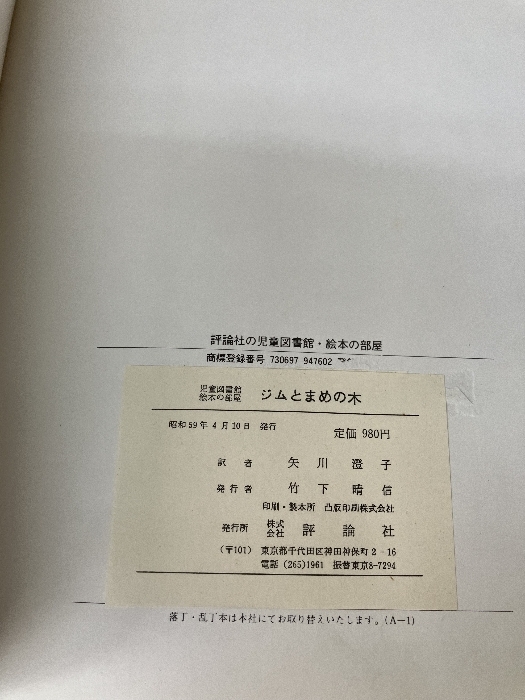 評論社の児童図書館・絵本の部屋
商標登録番号 730697 947602
児童図書館
絵本の部屋 ジムとまめの木
昭和59年4月10日 発行
定価 980円
訳者 矢川澄子
発行者 竹下晴信
印刷・製本所 凸版印刷株式会社
発行所 株式会社 評論社
(〒101) 東京都千代田区神田神保町2-16
電話 (265)1961 振替東京8-7294
落丁・乱丁本は本社にてお取り替えいたします。(A-1)